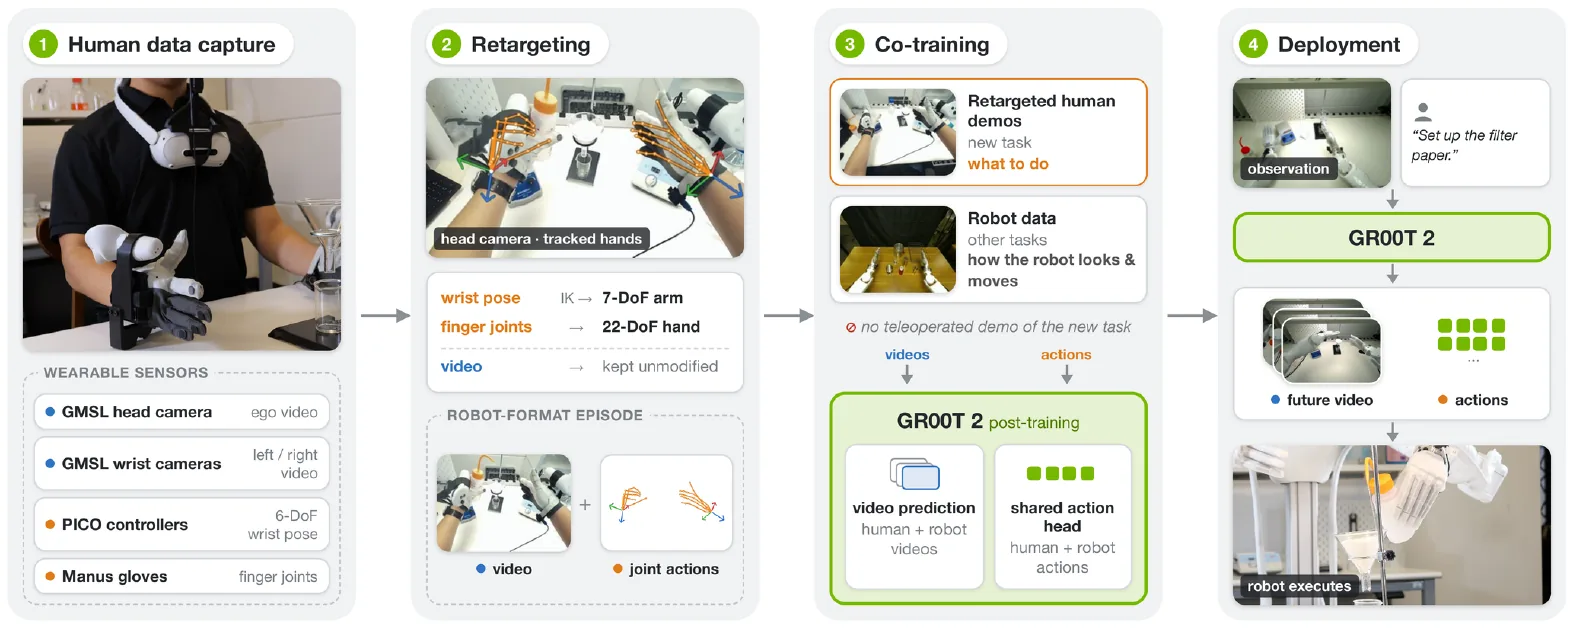 1 Human data capture
WEARABLE SENSORS
GMSL head camera ego video
GMSL wrist cameras left / right
video
PICO controllers 6-DoF
wrist pose
Manus gloves finger joints
2 Retargeting
head camera · tracked hands
wrist pose IK → 7-DoF arm
finger joints → 22-DoF hand
video → kept unmodified
ROBOT-FORMAT EPISODE
+
video joint actions
3 Co-training
Retargeted human
demos
new task
what to do
Robot data
other tasks
how the robot looks &
moves
no teleoperated demo of the new task
videos actions
GR00T 2 post-training
video prediction
human + robot
videos
shared action
head
human + robot
actions
4 Deployment
observation
“Set up the filter
paper.”
GR00T 2
...
future video actions
robot executes